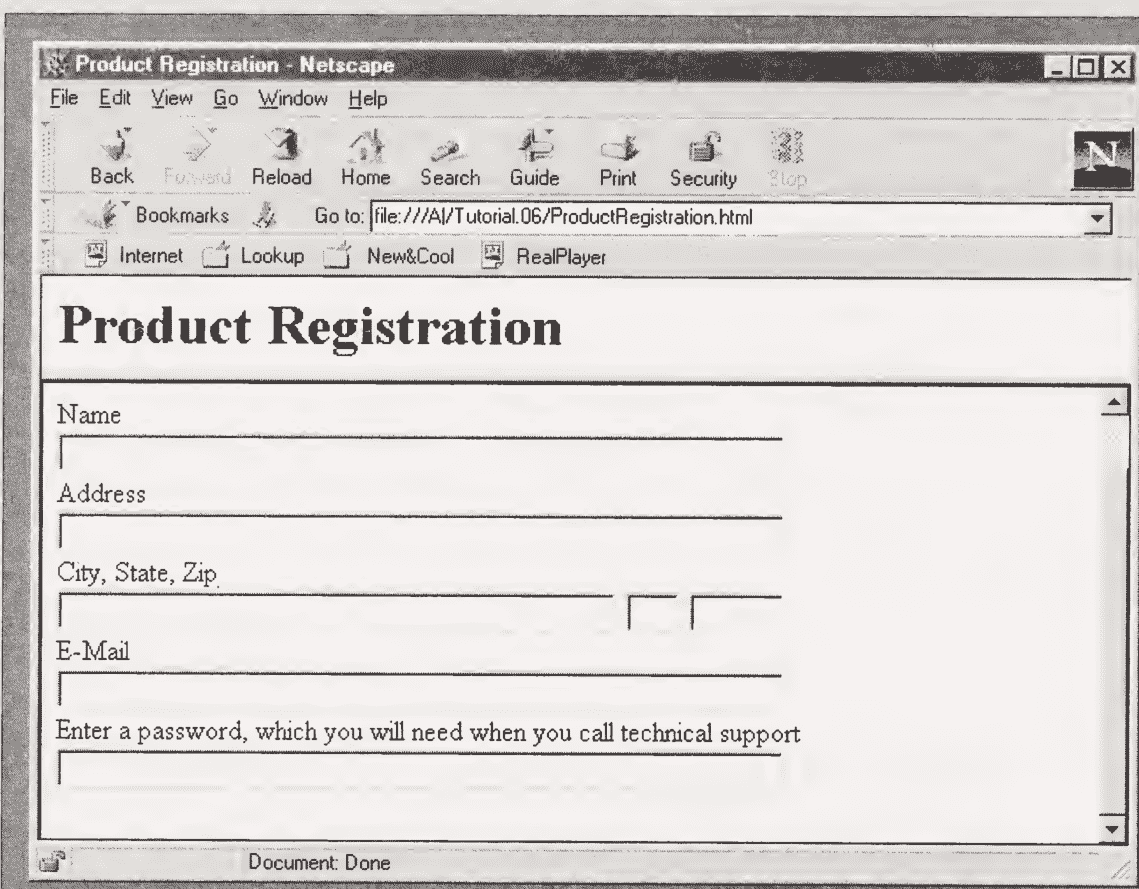 Product Registration - Netscape
File Edit View Go Window Help
Back Forward Reload Home Search Guide Print Security Stop
N
Bookmarks Go to: file:///A|/Tutorial.06/ProductRegistration.html
Internet Lookup New&Cool RealPlayer
Product Registration
Name
Address
City, State, Zip
E-Mail
Enter a password, which you will need when you call technical support
Document: Done